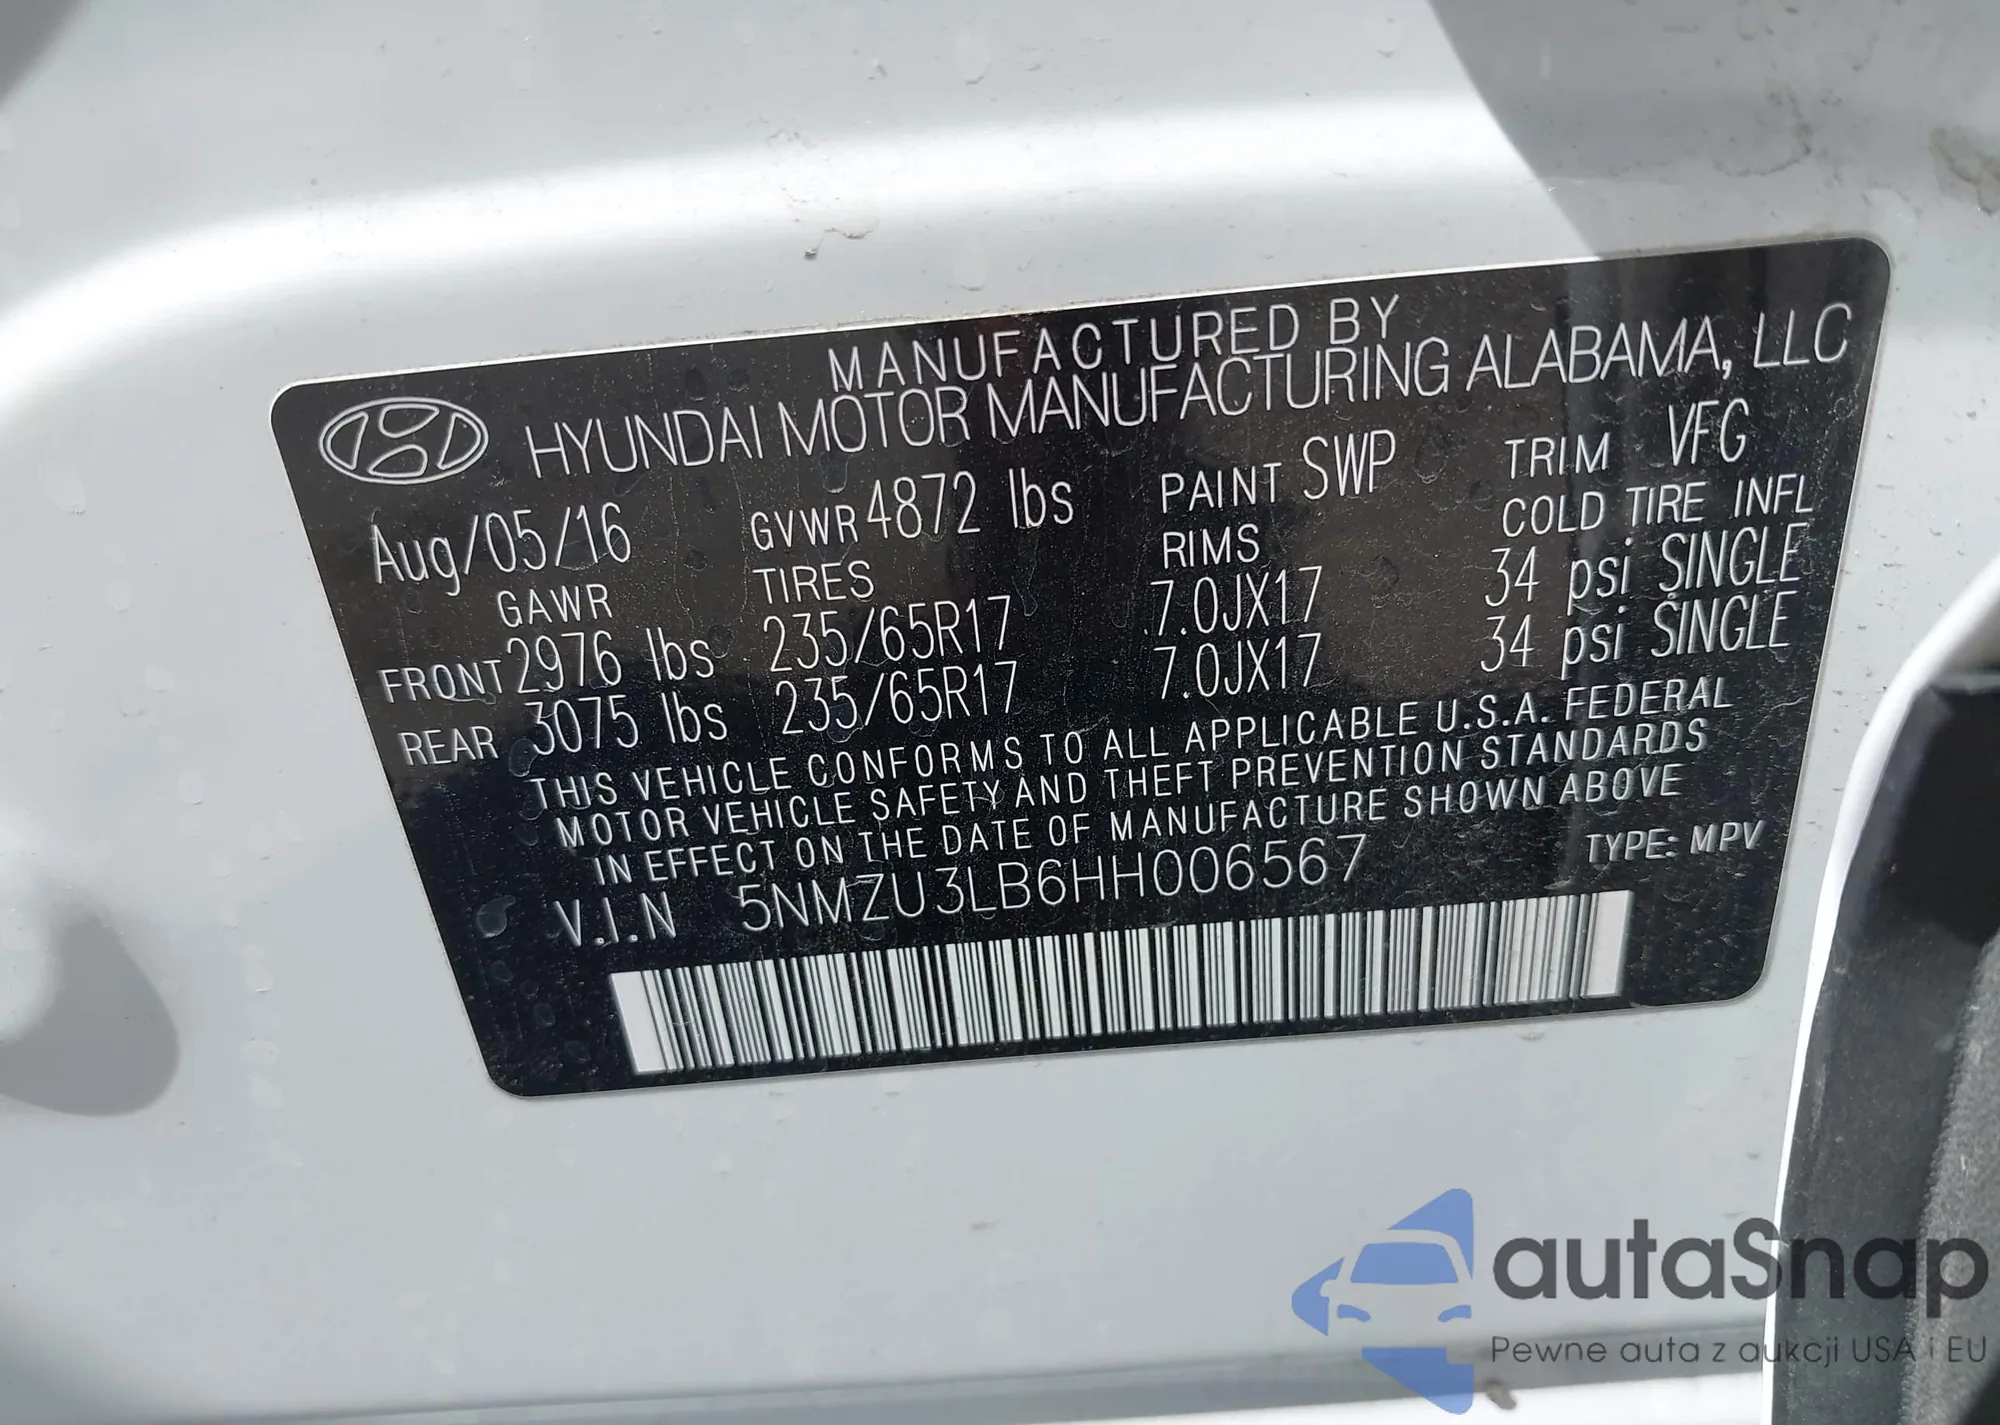 MANUFACTURED BY
HYUNDAI MOTOR MANUFACTURING ALABAMA, LLC
Aug/05/16 GVWR 4872 lbs PAINT SWP TRIM VFG
GAWR TIRES RIMS COLD TIRE INFL
FRONT 2976 lbs 235/65R17 7.0JX17 34 psi SINGLE
REAR 3075 lbs 235/65R17 7.0JX17 34 psi SINGLE
THIS VEHICLE CONFORMS TO ALL APPLICABLE U.S.A. FEDERAL
MOTOR VEHICLE SAFETY AND THEFT PREVENTION STANDARDS
IN EFFECT ON THE DATE OF MANUFACTURE SHOWN ABOVE
V.I.N 5NMZU3LB6HH006567 TYPE: MPV
autaSnap
Pewne auta z aukcji USA i EU